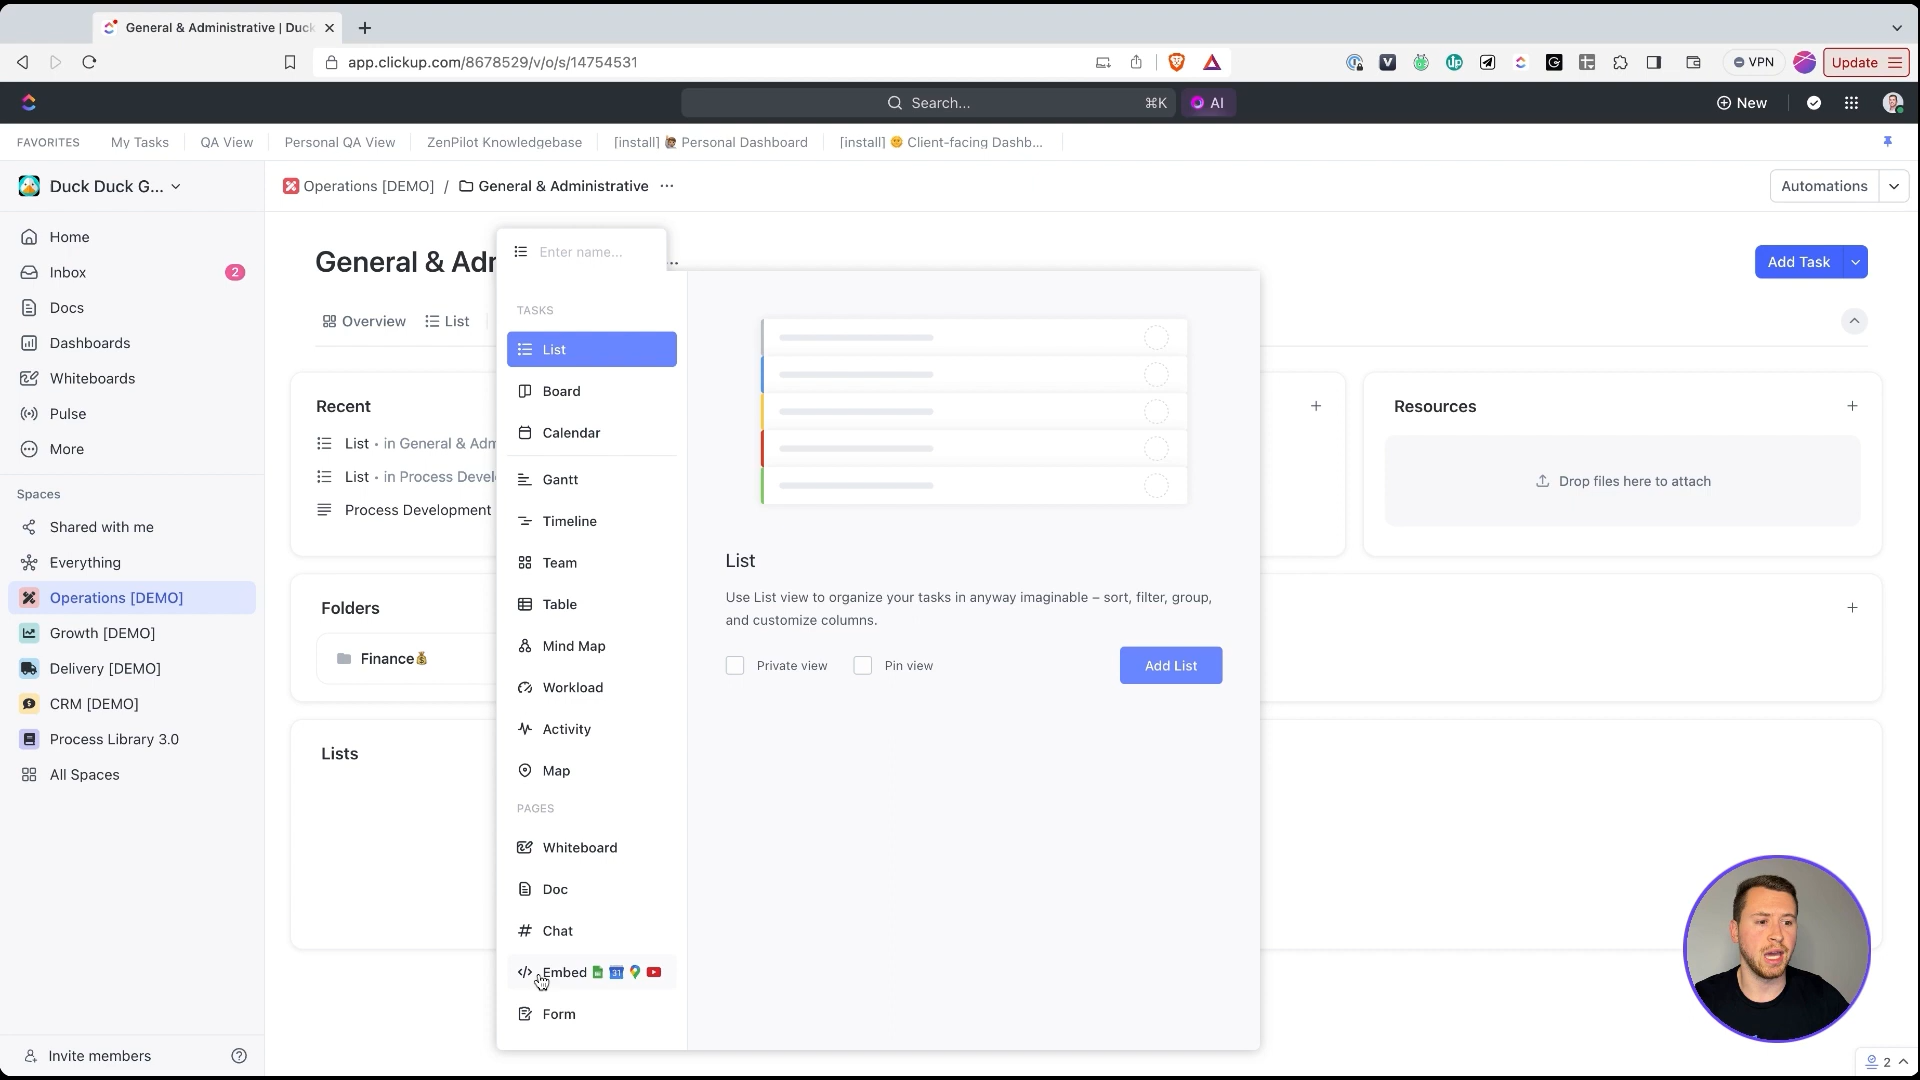 General & Administrative | Duck
app.clickup.com/8678529/v/o/s/14754531
VPN
Update
Search...
⌘K
AI
New
FAVORITES
My Tasks
QA View
Personal QA View
ZenPilot Knowledgebase
[install] 🙋🏽 Personal Dashboard
[install] 🌞 Client-facing Dashb...
Duck Duck G...
Operations [DEMO] / General & Administrative ...
Automations
Home
Inbox
2
Docs
Dashboards
Whiteboards
Pulse
More
Spaces
Shared with me
Everything
Operations [DEMO]
Growth [DEMO]
Delivery [DEMO]
CRM [DEMO]
Process Library 3.0
All Spaces
Invite members
General & Adr
Add Task
Overview
List
Recent
List • in General & Adm
List • in Process Devel
Process Development
Folders
Finance💰
Lists
Enter name...
TASKS
List
Board
Calendar
Gantt
Timeline
Team
Table
Mind Map
Workload
Activity
Map
PAGES
Whiteboard
Doc
Chat
Embed
31
Form
List
Use List view to organize your tasks in anyway imaginable – sort, filter, group,
and customize columns.
Private view
Pin view
Add List
Resources
Drop files here to attach
2